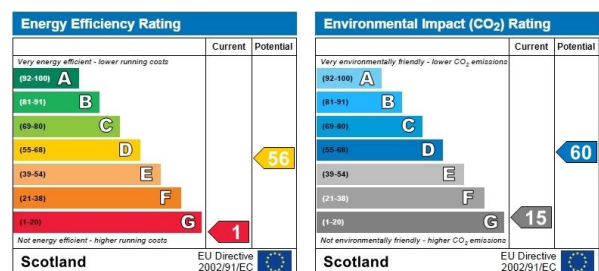 Energy Efficiency Rating
Current Potential
Very energy efficient - lower running costs
(92-100) A
(81-91) B
(69-80) C
(55-68) D
56
(39-54) E
(21-38) F
(1-20) G
1
Not energy efficient - higher running costs
Scotland
EU Directive
2002/91/EC
Environmental Impact (CO₂) Rating
Current Potential
Very environmentally friendly - lower CO₂ emissions
(92-100) A
(81-91) B
(69-80) C
(55-68) D
60
(39-54) E
(21-38) F
(1-20) G
15
Not environmentally friendly - higher CO₂ emissions
Scotland
EU Directive
2002/91/EC